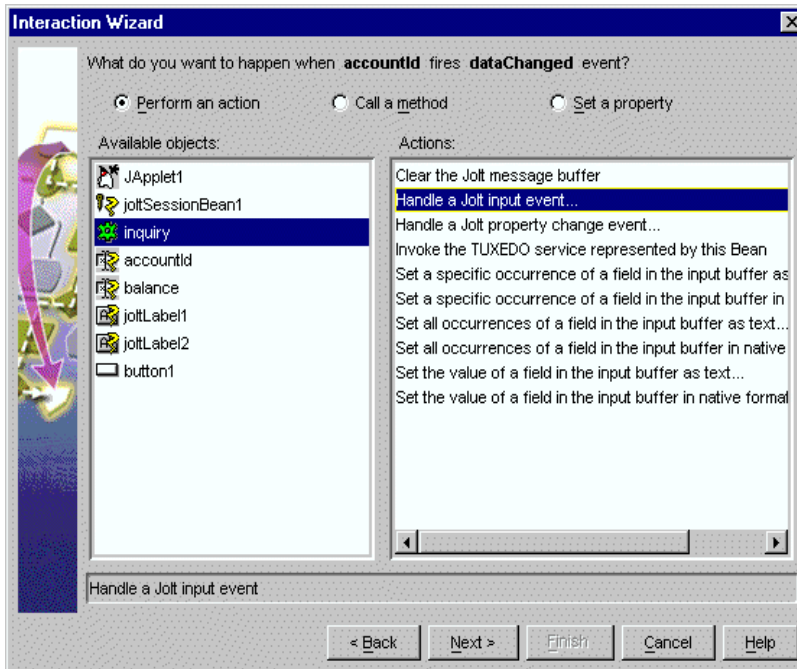 Interaction Wizard
What do you want to happen when accountId fires dataChanged event?
Perform an action
Call a method
Set a property
Available objects:
JApplet1
joltSessionBean1
inquiry
accountId
balance
joltLabel1
joltLabel2
button1
Actions:
Clear the Jolt message buffer
Handle a Jolt input event...
Handle a Jolt property change event...
Invoke the TUXEDO service represented by this Bean
Set a specific occurrence of a field in the input buffer as
Set a specific occurrence of a field in the input buffer in
Set all occurrences of a field in the input buffer as text...
Set all occurrences of a field in the input buffer in native
Set the value of a field in the input buffer as text...
Set the value of a field in the input buffer in native format
Handle a Jolt input event
< Back
Next >
Finish
Cancel
Help